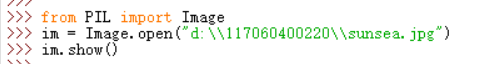 >>> from PIL import Image
>>> im = Image.open("d:\\117060400220\\sunsea.jpg")
>>> im.show()